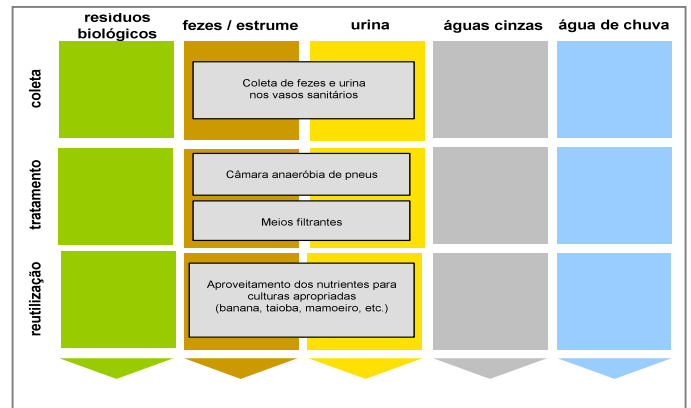 resíduos
biológicos
fezes / estrume
urina
águas cinzas
água de chuva
coleta
Coleta de fezes e urina
nos vasos sanitários
tratamento
Câmara anaeróbia de pneus
Meios filtrantes
reutilização
Aproveitamento dos nutrientes para
culturas apropriadas
(banana, taioba, mamoeiro, etc.)